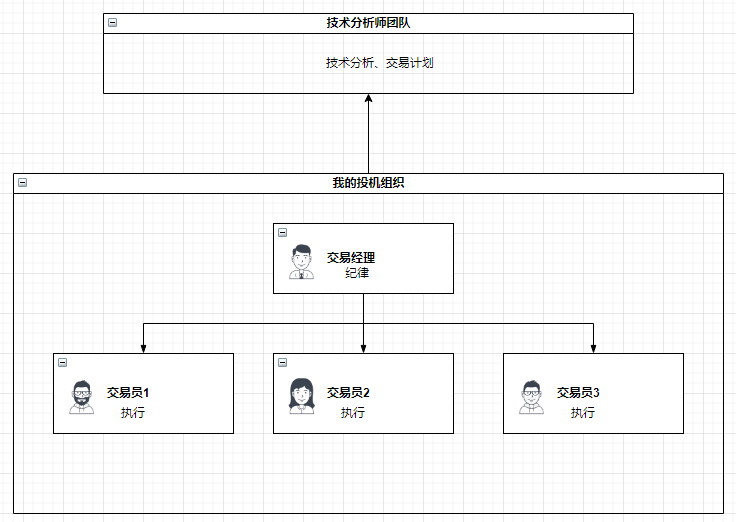 技术分析师团队
技术分析、交易计划
我的投机组织
交易经理
纪律
交易员1
执行
交易员2
执行
交易员3
执行